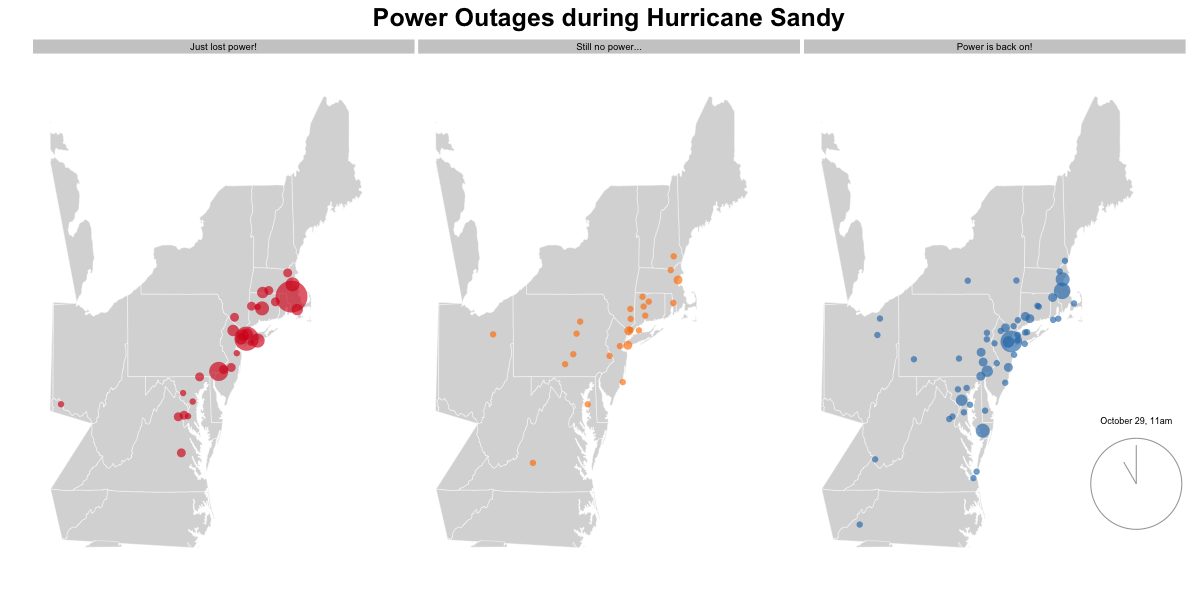 Power Outages during Hurricane Sandy
Just lost power!
Still no power...
Power is back on!
October 29, 11am